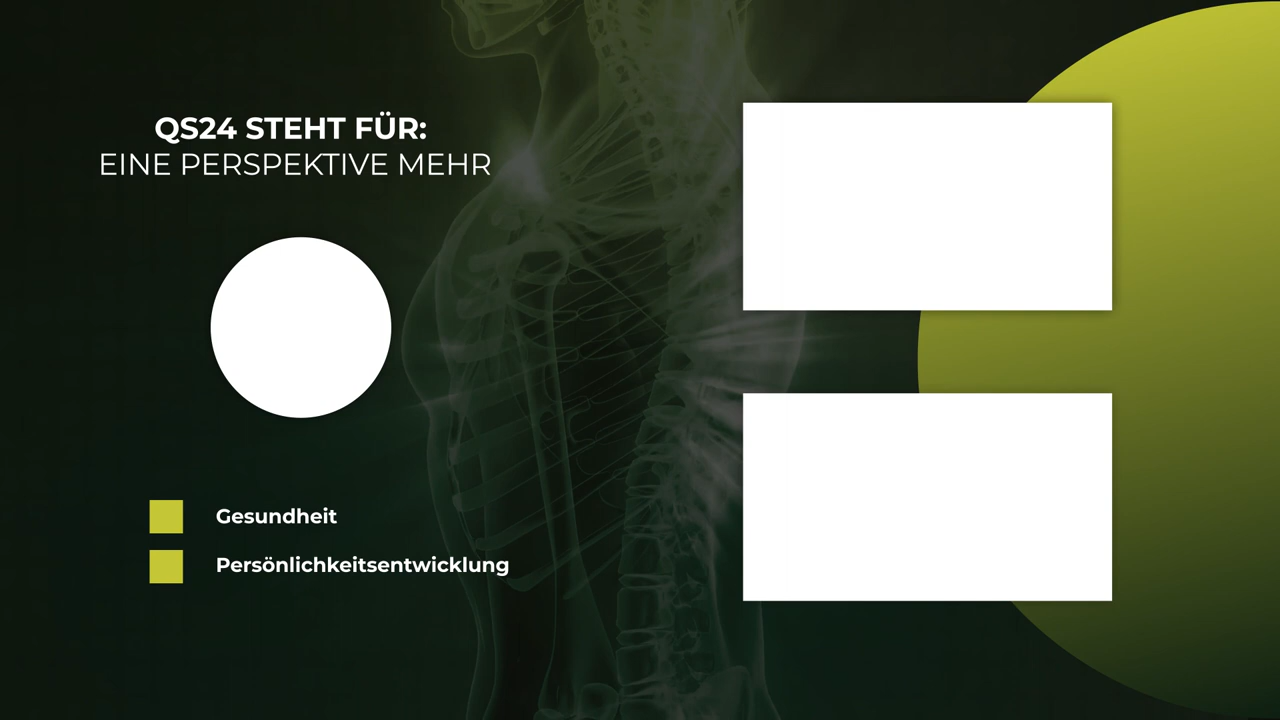 QS24 STEHT FÜR:
EINE PERSPEKTIVE MEHR
Gesundheit
Persönlichkeitsentwicklung